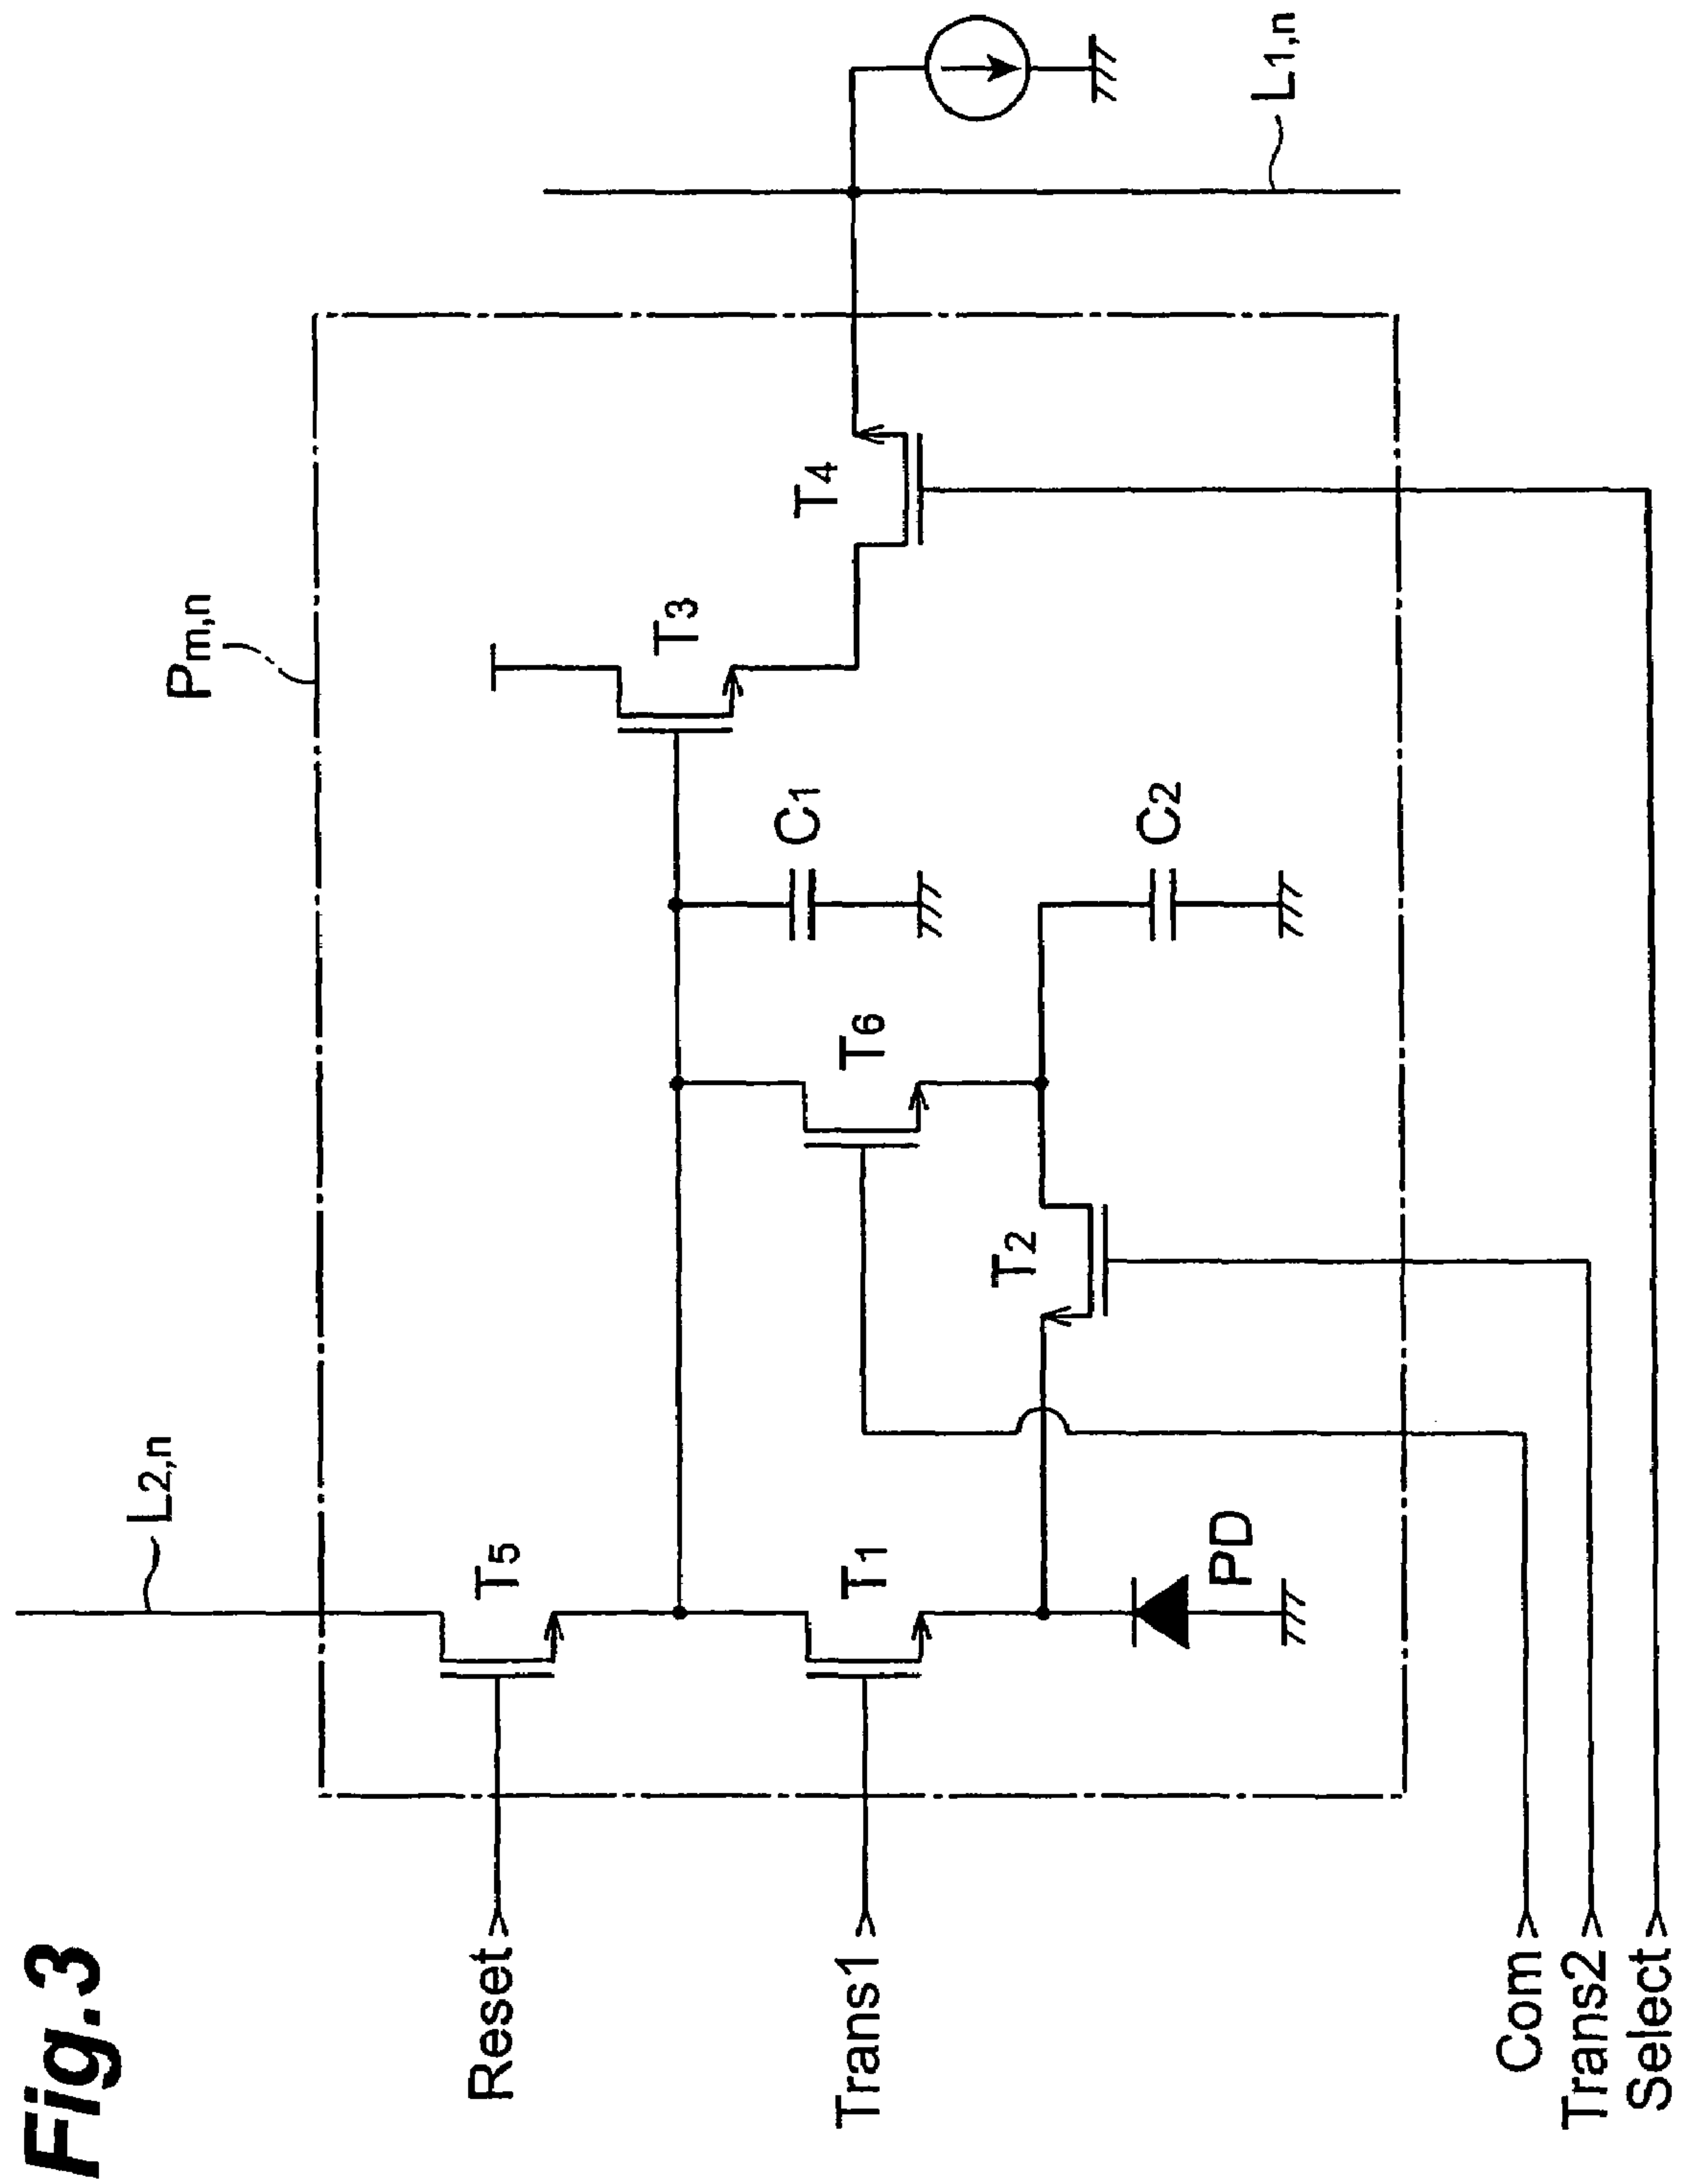 Fig.3
L2,n
Pm,n
Reset
T5
T3
Trans1
T1
T6
C1
T4
T2
C2
PD
L1,n
Com
Trans2
Select